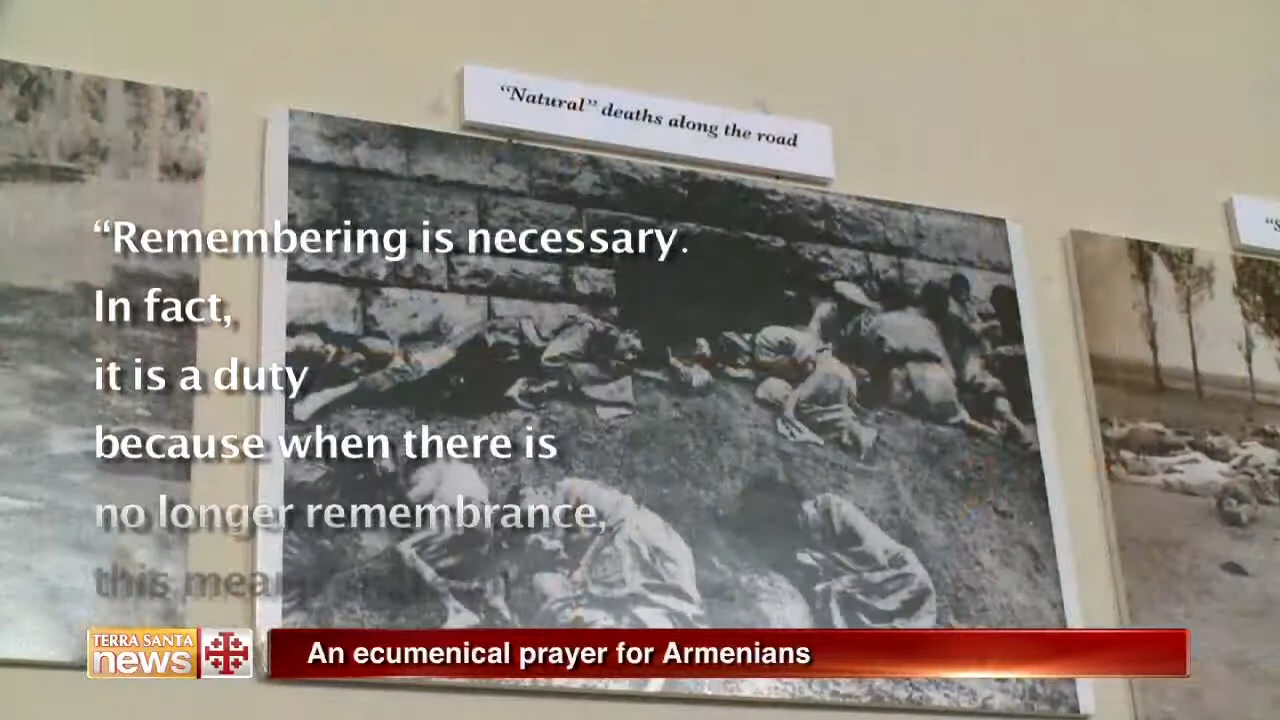 “Natural” deaths along the road
“Remembering is necessary.
In fact,
it is a duty
because when there is
no longer remembrance,
this
TERRA SANTA
news
An ecumenical prayer for Armenians